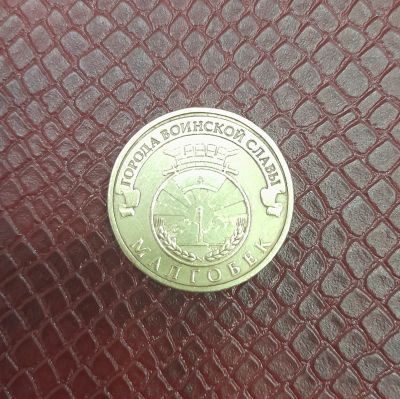 ГОРОДА ВОИНСКОЙ СЛАВЫ
МАЛГОБЕК